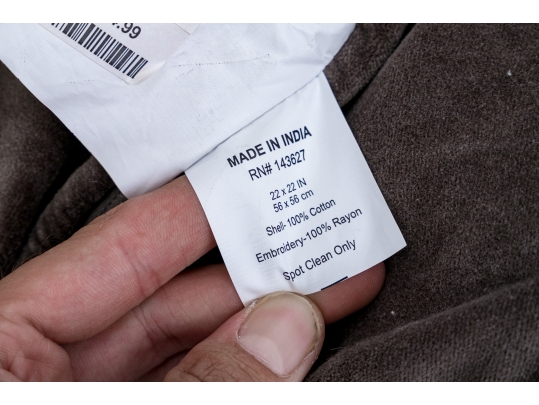 .99
MADE IN INDIA
RN# 143627
22 x 22 IN
56 x 56 cm
Shell-100% Cotton
Embroidery-100% Rayon
Spot Clean Only